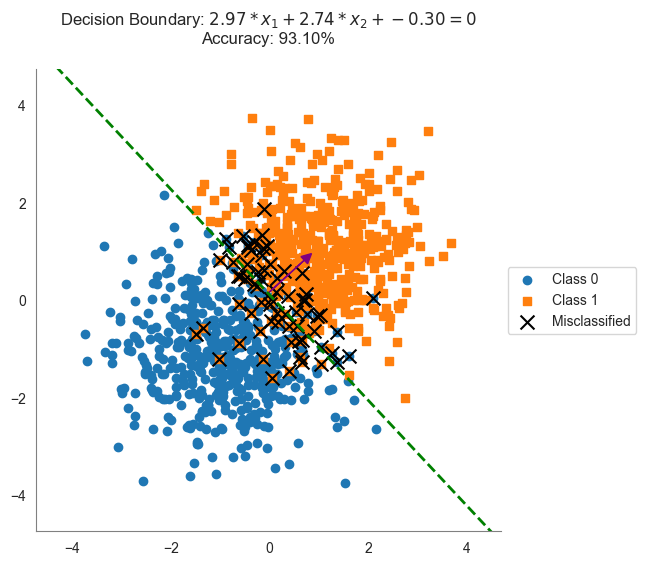 Decision Boundary: 2.97 * x₁ + 2.74 * x₂ + −0.30 = 0
Accuracy: 93.10%
4
2
0
−2
−4
−4 −2 0 2 4
Class 0
Class 1
Misclassified